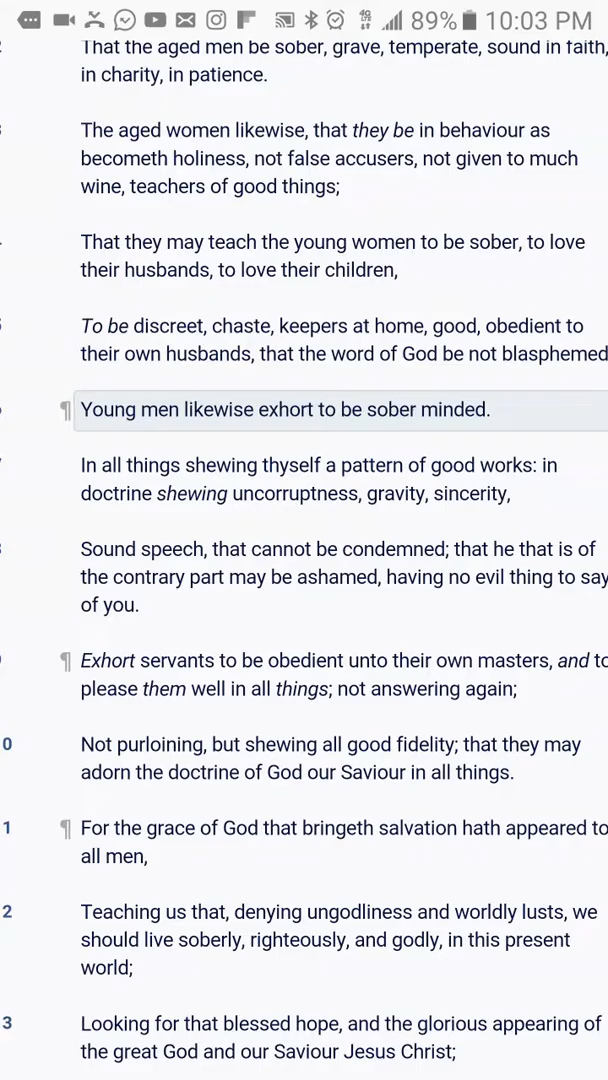 89% 10:03 PM
That the aged men be sober, grave, temperate, sound in faith,
in charity, in patience.
The aged women likewise, that they be in behaviour as
becometh holiness, not false accusers, not given to much
wine, teachers of good things;
That they may teach the young women to be sober, to love
their husbands, to love their children,
To be discreet, chaste, keepers at home, good, obedient to
their own husbands, that the word of God be not blasphemed
¶ Young men likewise exhort to be sober minded.
In all things shewing thyself a pattern of good works: in
doctrine shewing uncorruptness, gravity, sincerity,
Sound speech, that cannot be condemned; that he that is of
the contrary part may be ashamed, having no evil thing to say
of you.
¶ Exhort servants to be obedient unto their own masters, and to
please them well in all things; not answering again;
0 Not purloining, but shewing all good fidelity; that they may
adorn the doctrine of God our Saviour in all things.
1 ¶ For the grace of God that bringeth salvation hath appeared to
all men,
2 Teaching us that, denying ungodliness and worldly lusts, we
should live soberly, righteously, and godly, in this present
world;
3 Looking for that blessed hope, and the glorious appearing of
the great God and our Saviour Jesus Christ;